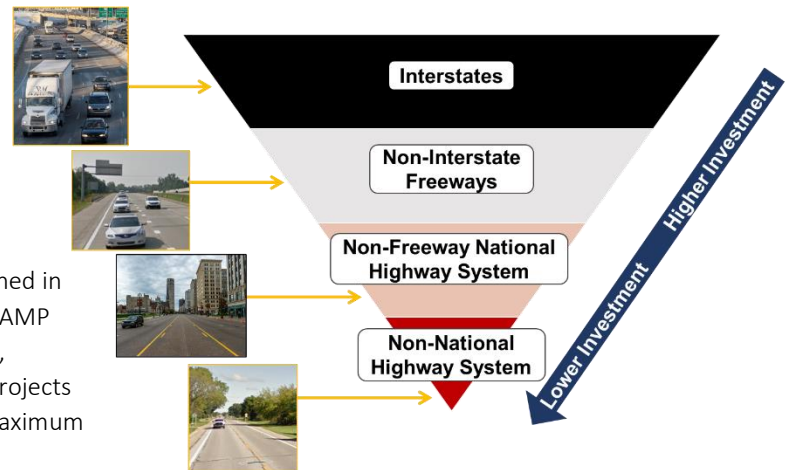 Interstates
Non-Interstate
Freeways
Non-Freeway National
Highway System
Non-National
Highway System
Higher Investment
Lower Investment
ned in
AMP
,
rojects
aximum